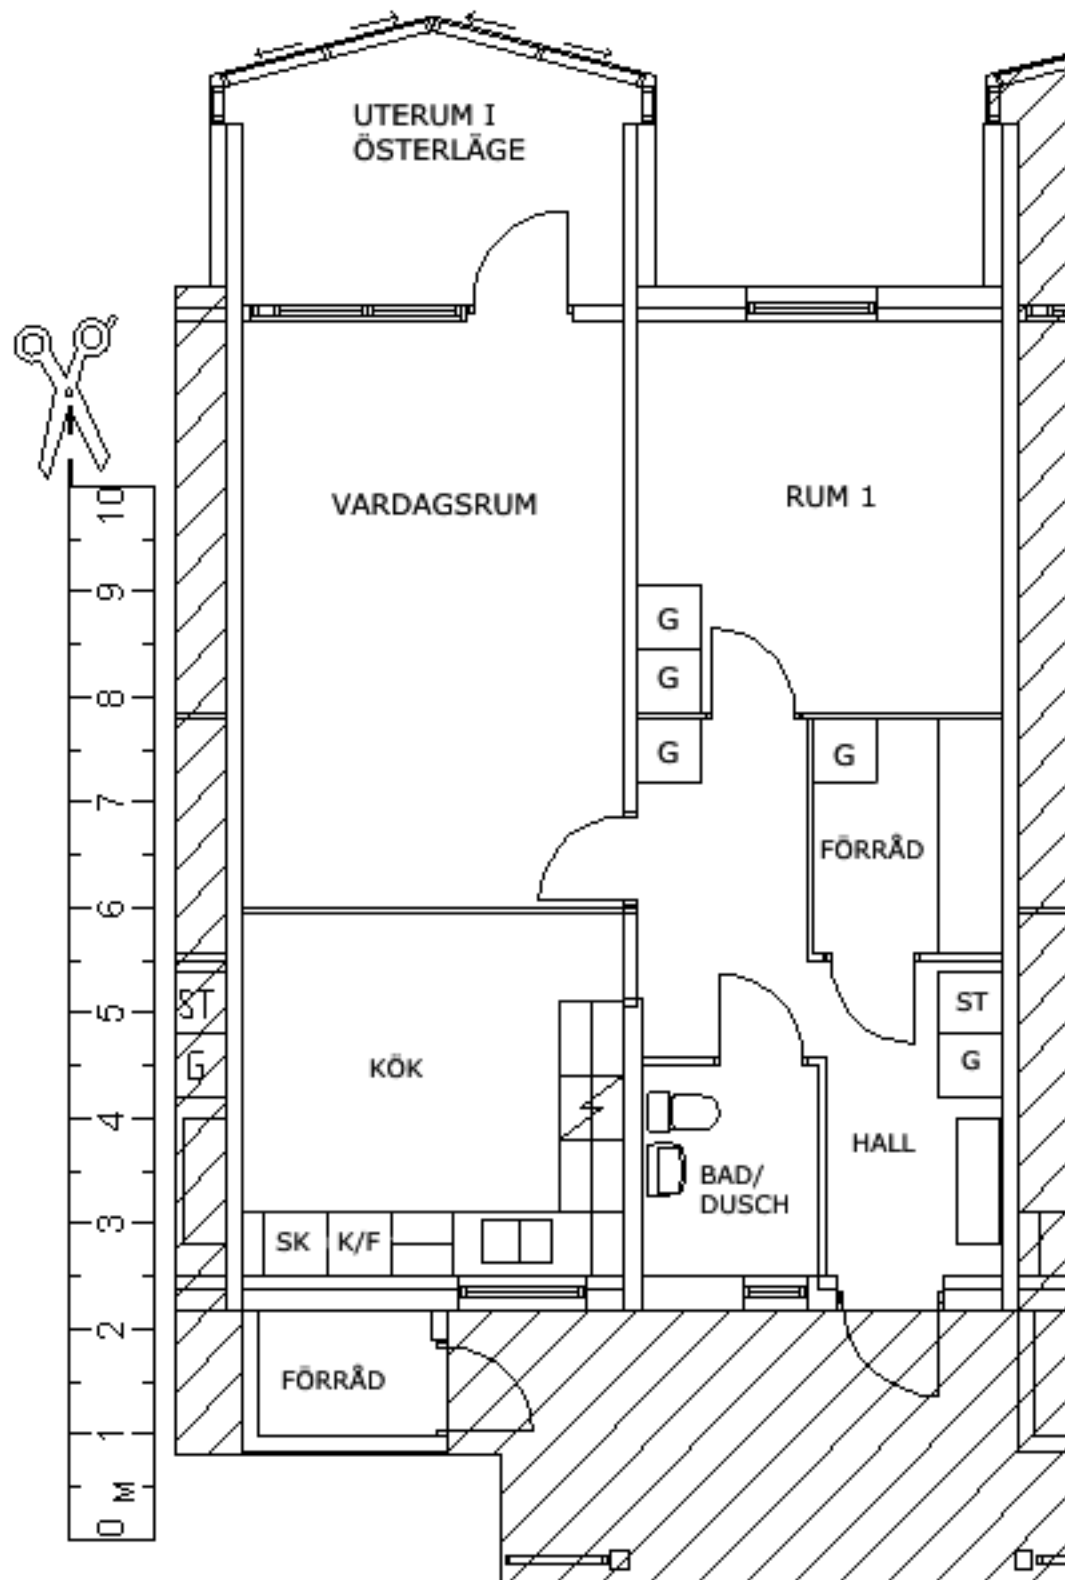 UTERUM I
ÖSTERLÄGE
VARDAGSRUM
RUM 1
G
G
G
G
FÖRRÅD
ST
G
ST
G
KÖK
HALL
BAD/
DUSCH
SK
K/F
FÖRRÅD
10
9
8
7
6
5
4
3
2
1
M
0